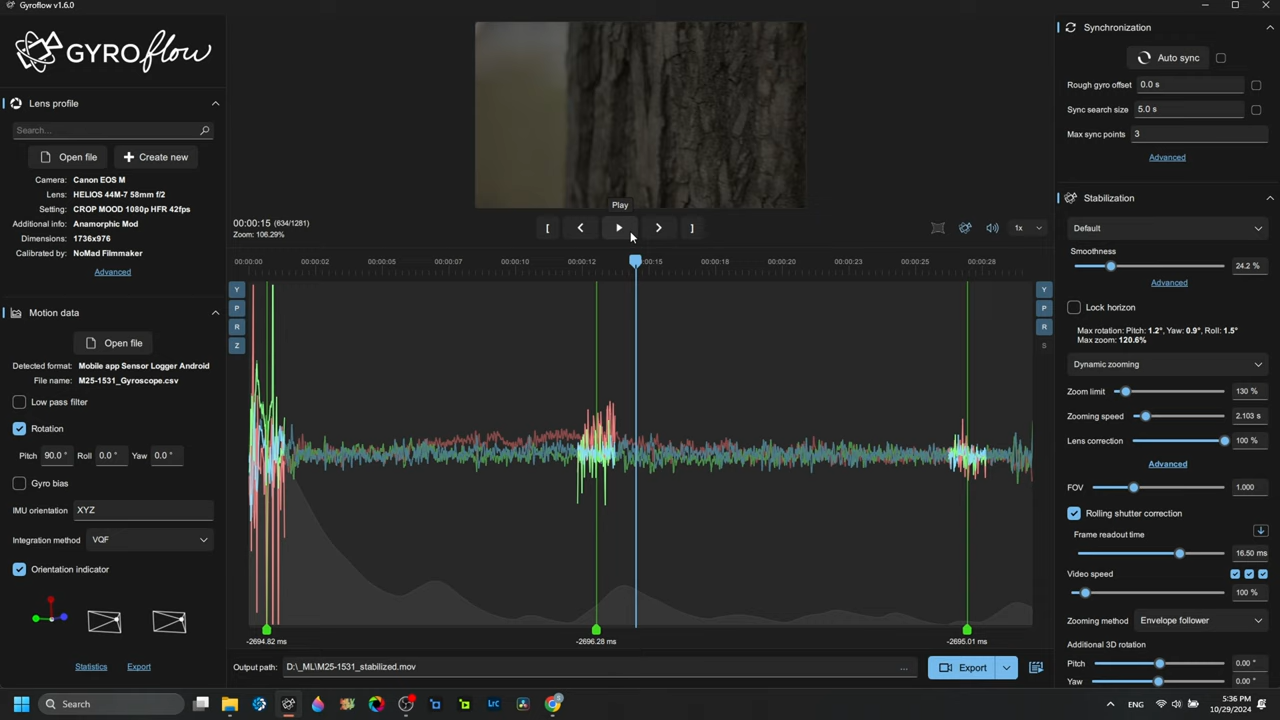 Gyroflow v1.6.0
GYROflow
Lens profile
Search...
Open file
Create new
Camera: Canon EOS M
Lens: HELIOS 44M-7 58mm f/2
Setting: CROP MOOD 1080p HFR 42fps
Additional info: Anamorphic Mod
Dimensions: 1736x976
Calibrated by: NoMad Filmmaker
Advanced
Motion data
Open file
Detected format: Mobile app Sensor Logger Android
File name: M25-1531_Gyroscope.csv
Low pass filter
Rotation
Pitch 90.0 ° Roll 0.0 ° Yaw 0.0 °
Gyro bias
IMU orientation XYZ
Integration method VQF
Orientation indicator
Statistics Export
Play
00:00:15 (634/1281)
Zoom: 106.29%
[ ]
1x
00:00:00 00:00:02 00:00:05 00:00:07 00:00:10 00:00:12 00:00:15 00:00:18 00:00:20 00:00:23 00:00:25 00:00:28
Y
P
R
Z
Y
P
R
S
-2694.82 ms -2696.28 ms -2695.01 ms
Output path: D:\_ML\M25-1531_stabilized.mov ...
Export
Synchronization
Auto sync
Rough gyro offset 0.0 s
Sync search size 5.0 s
Max sync points 3
Advanced
Stabilization
Default
Smoothness
24.2 %
Advanced
Lock horizon
Max rotation: Pitch: 1.2°, Yaw: 0.9°, Roll: 1.5°
Max zoom: 120.6%
Dynamic zooming
Zoom limit 130 %
Zooming speed 2.103 s
Lens correction 100 %
Advanced
FOV 1.000
Rolling shutter correction
Frame readout time
16.50 ms
Video speed
100 %
Zooming method Envelope follower
Additional 3D rotation
Pitch 0.00 °
Yaw 0.00 °
Search
LrC
ENG
5:36 PM
10/29/2024